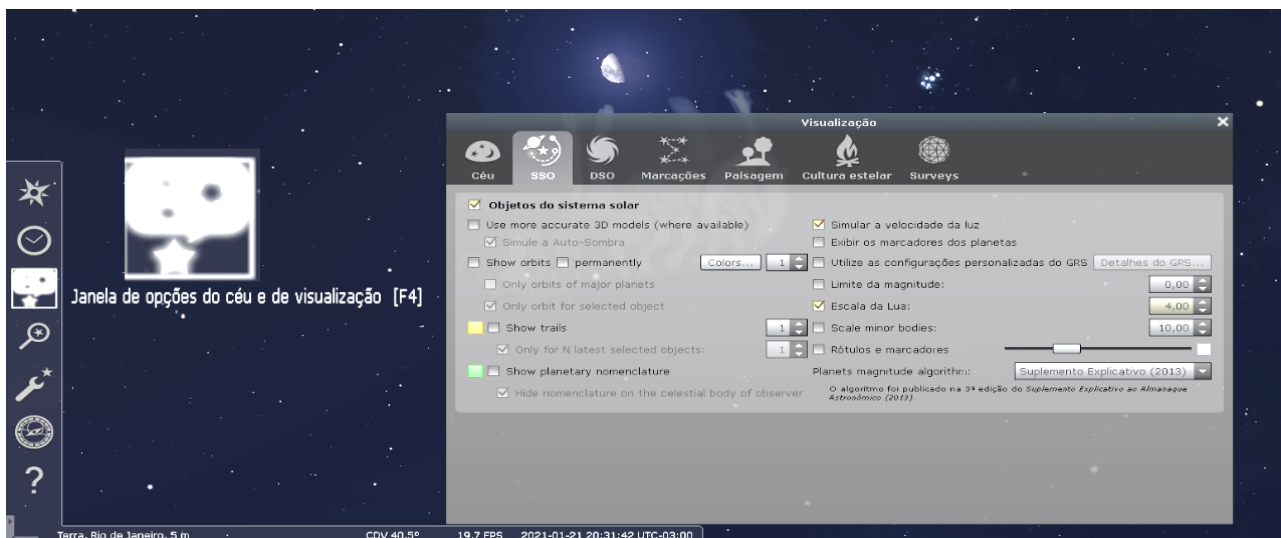 Visualização
Céu SSO DSO Marcações Paisagem Cultura estelar Surveys
Objetos do sistema solar
Use more accurate 3D models (where available)
Simule a Auto-Sombra
Show orbits permanently Colors... 1
Only orbits of major planets
Only orbit for selected object
Show trails 1
Only for N latest selected objects: 1
Show planetary nomenclature
Hide nomenclature on the celestial body of observer
Simular a velocidade da luz
Exibir os marcadores dos planetas
Utilize as configurações personalizadas do GRS Detalhes do GRS...
Limite da magnitude: 0,00
Escala da Lua: 4,00
Scale minor bodies: 10,00
Rótulos e marcadores
Planets magnitude algorithm: Suplemento Explicativo (2013)
O algoritmo foi publicado na 3ª edição do Suplemento Explicativo ao Almanaque
Astronômico (2013).
Janela de opções do céu e de visualização [F4]
?
Terra, Rio de Janeiro, 5 m CDV 40.5° 19.7 FPS 2021-01-21 20:31:42 UTC-03:00